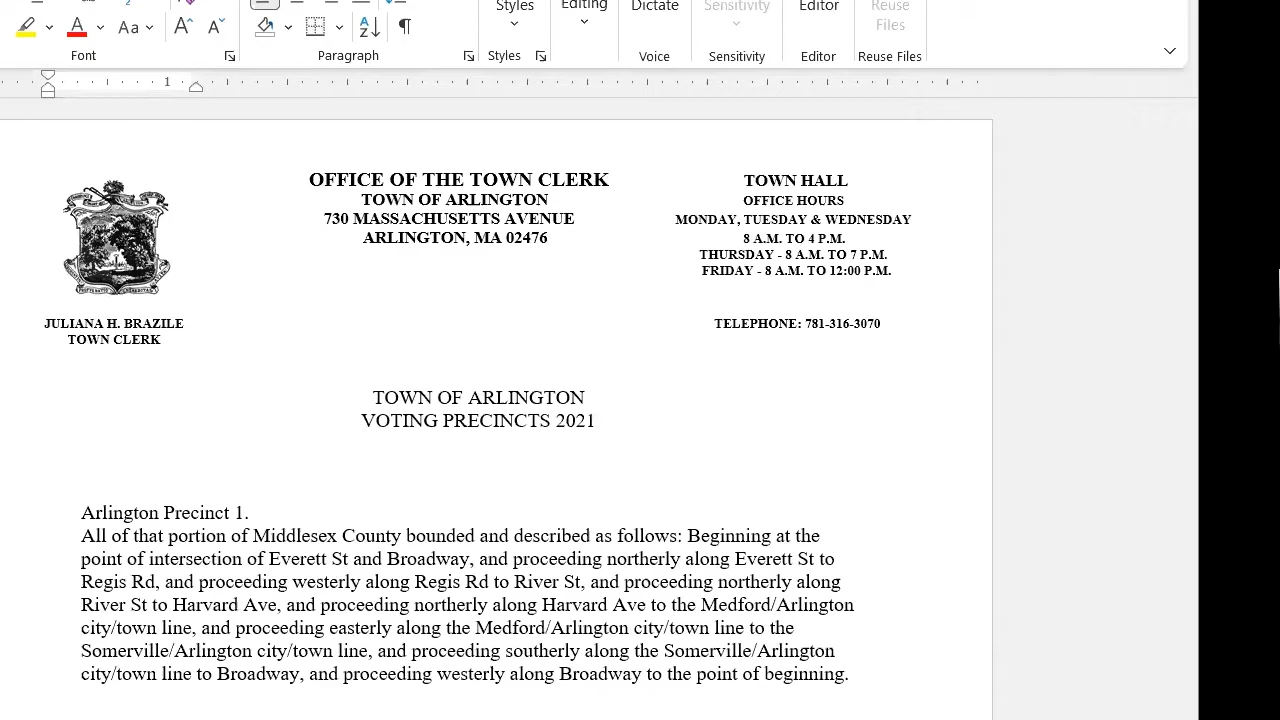 Styles
Editing
Dictate
Sensitivity
Editor
Reuse
Files
Aa
Font
Paragraph
Styles
Voice
Sensitivity
Editor
Reuse Files
1
OFFICE OF THE TOWN CLERK
TOWN OF ARLINGTON
730 MASSACHUSETTS AVENUE
ARLINGTON, MA 02476
TOWN HALL
OFFICE HOURS
MONDAY, TUESDAY & WEDNESDAY
8 A.M. TO 4 P.M.
THURSDAY - 8 A.M. TO 7 P.M.
FRIDAY - 8 A.M. TO 12:00 P.M.
JULIANA H. BRAZILE
TOWN CLERK
TELEPHONE: 781-316-3070
TOWN OF ARLINGTON
VOTING PRECINCTS 2021
Arlington Precinct 1.
All of that portion of Middlesex County bounded and described as follows: Beginning at the
point of intersection of Everett St and Broadway, and proceeding northerly along Everett St to
Regis Rd, and proceeding westerly along Regis Rd to River St, and proceeding northerly along
River St to Harvard Ave, and proceeding northerly along Harvard Ave to the Medford/Arlington
city/town line, and proceeding easterly along the Medford/Arlington city/town line to the
Somerville/Arlington city/town line, and proceeding southerly along the Somerville/Arlington
city/town line to Broadway, and proceeding westerly along Broadway to the point of beginning.